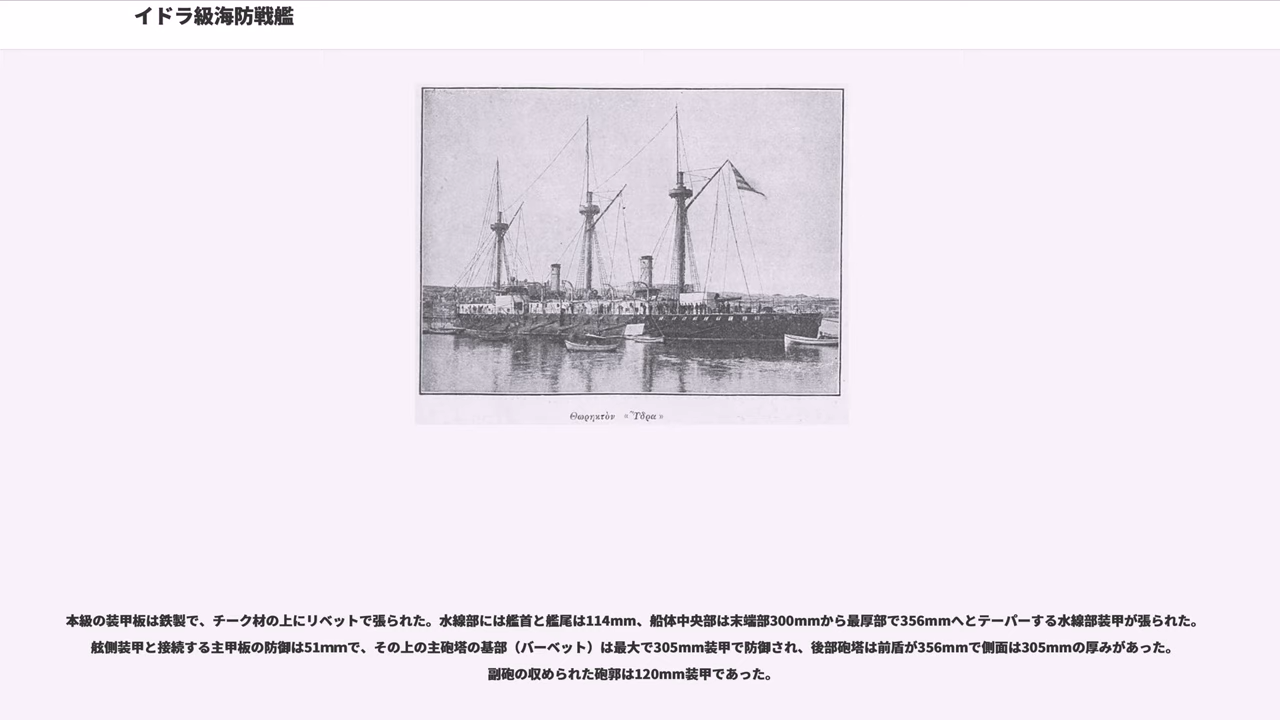 イドラ級海防戦艦
Θωρηκτὸν «Ὕδρα»
本級の装甲板は鉄製で、チーク材の上にリベットで張られた。水線部には艦首と艦尾は114mm、船体中央部は末端部300mmから最厚部で356mmへとテーパーする水線部装甲が張られた。
舷側装甲と接続する主甲板の防御は51mmで、その上の主砲塔の基部（バーベット）は最大で305mm装甲で防御され、後部砲塔は前盾が356mmで側面は305mmの厚みがあった。
副砲の収められた砲郭は120mm装甲であった。